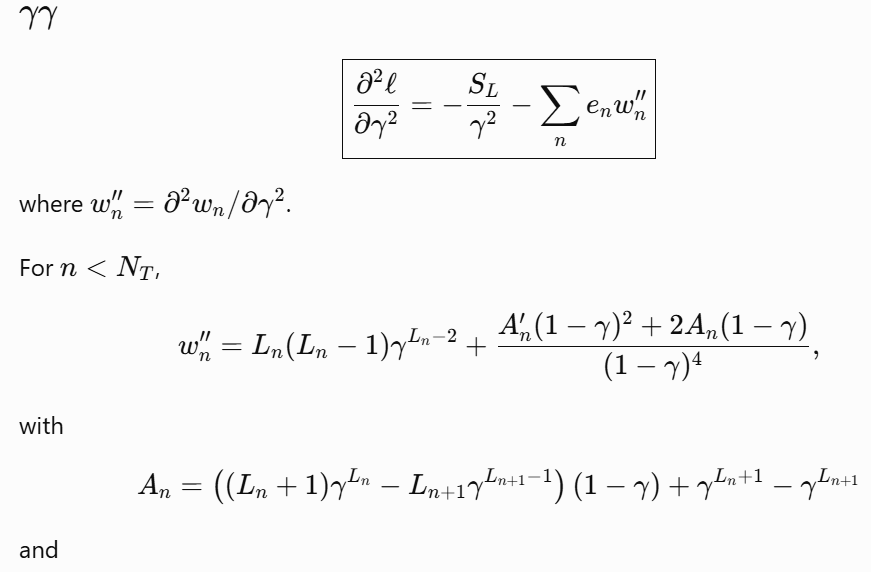 γγ
∂²ℓ/∂γ² = −S_L/γ² − ∑_n e_n w″_n
where w″_n = ∂²w_n/∂γ².
For n < N_T,
w″_n = L_n(L_n − 1)γ^{L_n−2} + (A′_n(1 − γ)² + 2A_n(1 − γ))/(1 − γ)⁴,
with
A_n = ((L_n + 1)γ^{L_n} − L_{n+1}γ^{L_{n+1}−1}) (1 − γ) + γ^{L_n+1} − γ^{L_{n+1}}
and